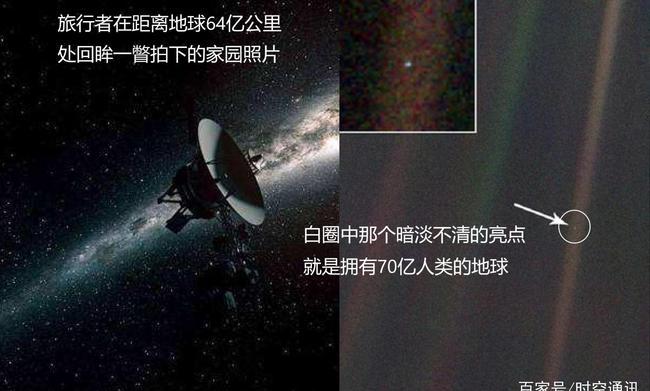 旅行者在距离地球64亿公里
处回眸一瞥拍下的家园照片
白圈中那个暗淡不清的亮点
就是拥有70亿人类的地球
百家号/时空通讯